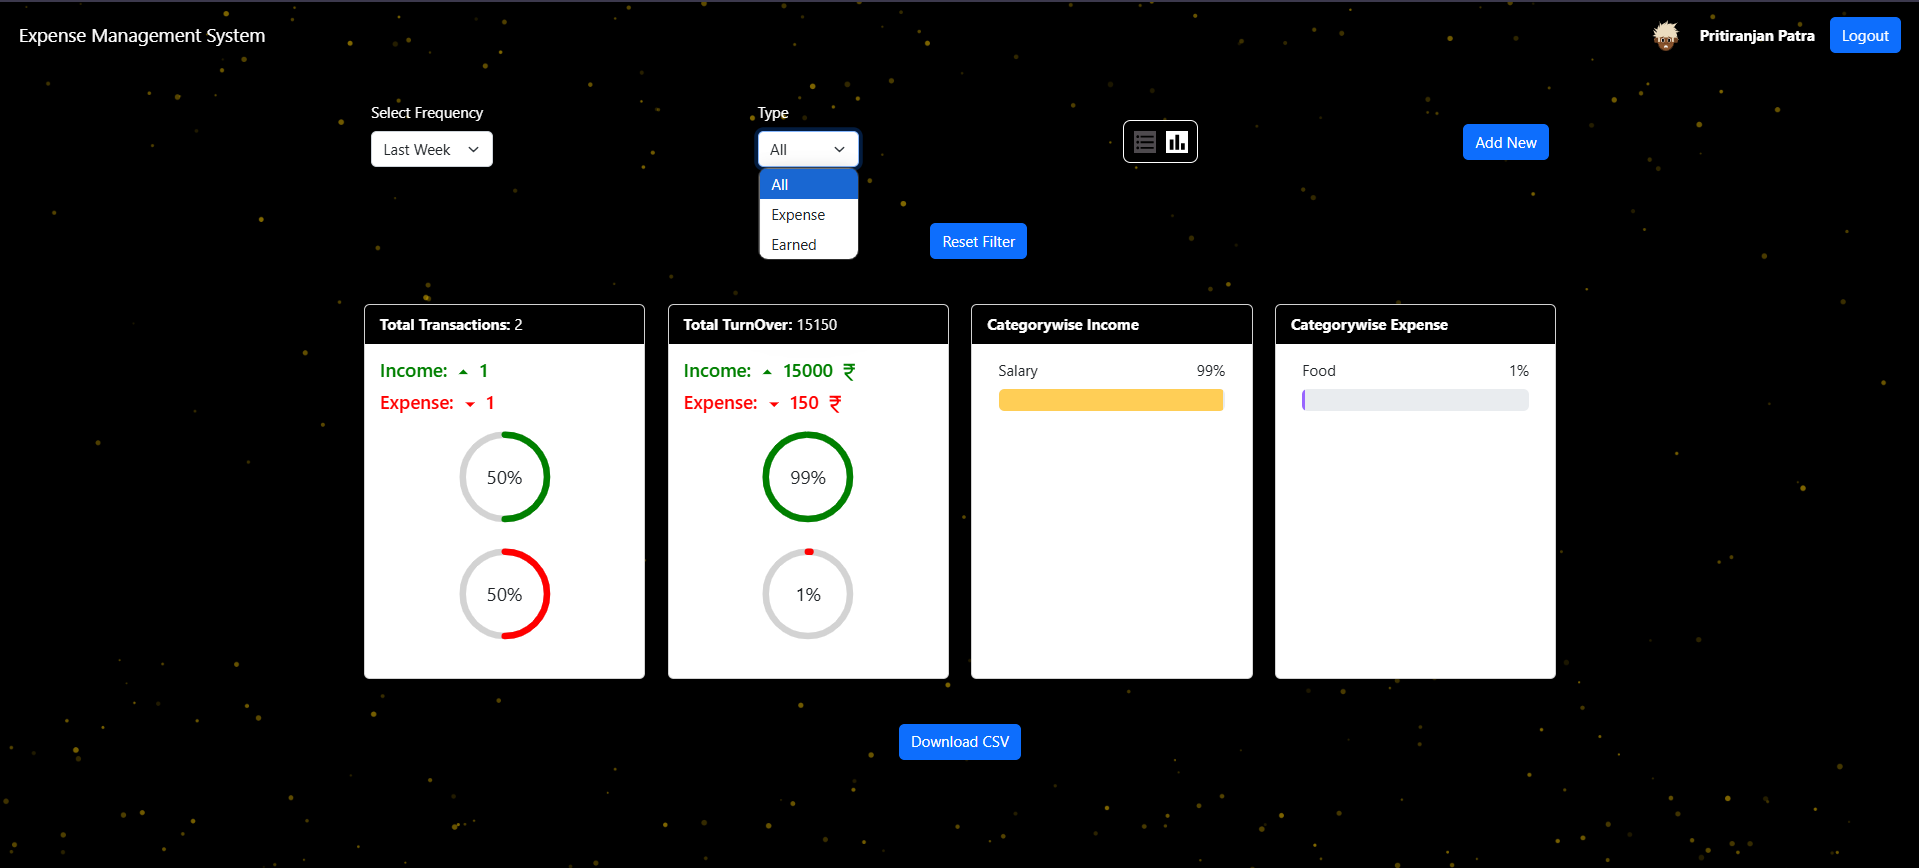 Expense Management System
Pritiranjan Patra
Logout
Select Frequency
Last Week
Type
All
All
Expense
Earned
Add New
Reset Filter
Total Transactions: 2
Income: 1
Expense: 1
50%
50%
Total TurnOver: 15150
Income: 15000 ₹
Expense: 150 ₹
99%
1%
Categorywise Income
Salary 99%
Categorywise Expense
Food 1%
Download CSV